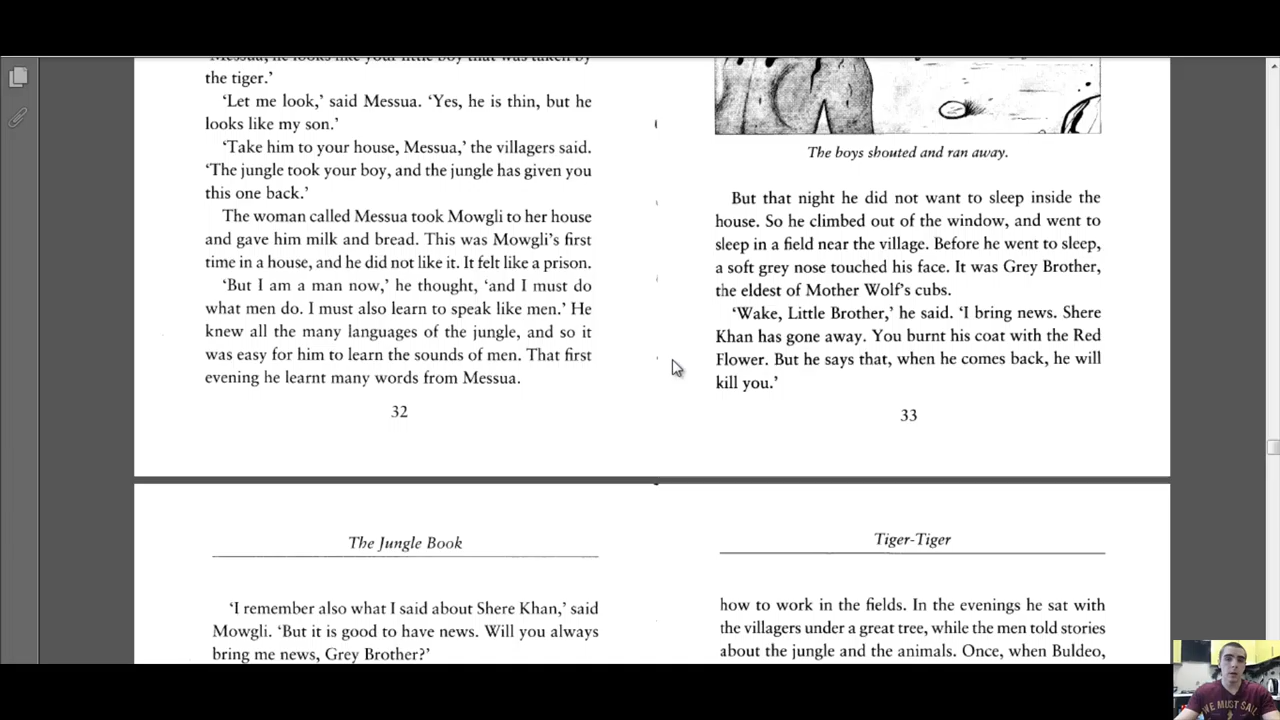 'Messua, he looks like your little boy that was taken by
the tiger.'
'Let me look,' said Messua. 'Yes, he is thin, but he
looks like my son.'
'Take him to your house, Messua,' the villagers said.
'The jungle took your boy, and the jungle has given you
this one back.'
The woman called Messua took Mowgli to her house
and gave him milk and bread. This was Mowgli's first
time in a house, and he did not like it. It felt like a prison.
'But I am a man now,' he thought, 'and I must do
what men do. I must also learn to speak like men.' He
knew all the many languages of the jungle, and so it
was easy for him to learn the sounds of men. That first
evening he learnt many words from Messua.
32
The boys shouted and ran away.
But that night he did not want to sleep inside the
house. So he climbed out of the window, and went to
sleep in a field near the village. Before he went to sleep,
a soft grey nose touched his face. It was Grey Brother,
the eldest of Mother Wolf's cubs.
'Wake, Little Brother,' he said. 'I bring news. Shere
Khan has gone away. You burnt his coat with the Red
Flower. But he says that, when he comes back, he will
kill you.'
33
The Jungle Book
'I remember also what I said about Shere Khan,' said
Mowgli. 'But it is good to have news. Will you always
bring me news, Grey Brother?'
Tiger-Tiger
how to work in the fields. In the evenings he sat with
the villagers under a great tree, while the men told stories
about the jungle and the animals. Once, when Buldeo,
WE MUST SAIL